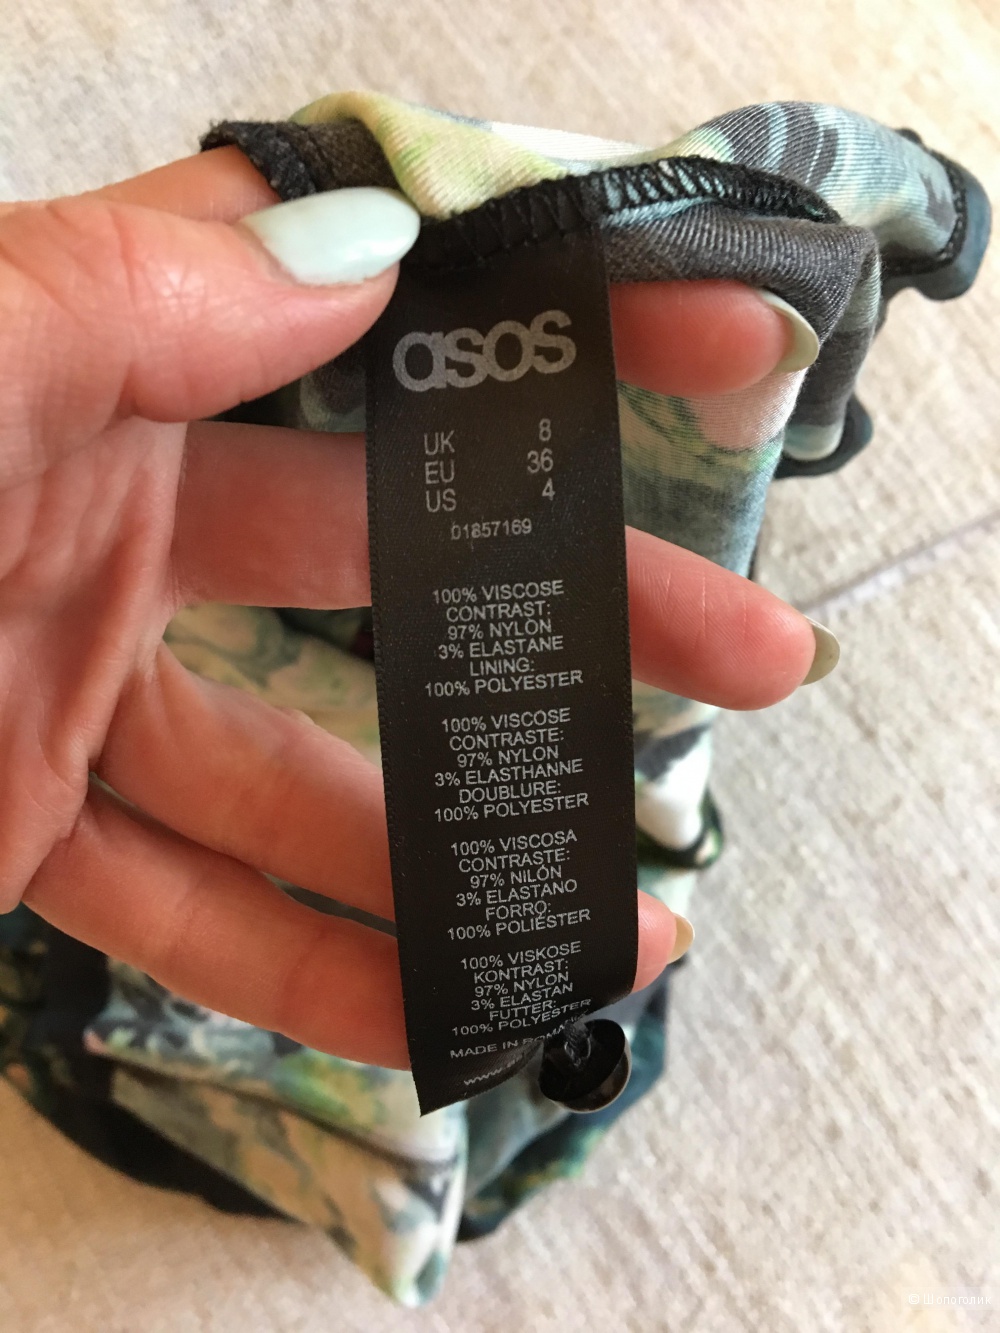 asos
UK 8
EU 36
US 4
01857169
100% VISCOSE
CONTRAST:
97% NYLON
3% ELASTANE
LINING:
100% POLYESTER
100% VISCOSE
CONTRASTE:
97% NYLON
3% ELASTHANNE
DOUBLURE:
100% POLYESTER
100% VISCOSA
CONTRASTE:
97% NILÓN
3% ELASTANO
FORRO:
100% POLIÉSTER
100% VISKOSE
KONTRAST:
97% NYLON
3% ELASTAN
FUTTER:
100% POLYESTER
MADE IN
© Шопоголик